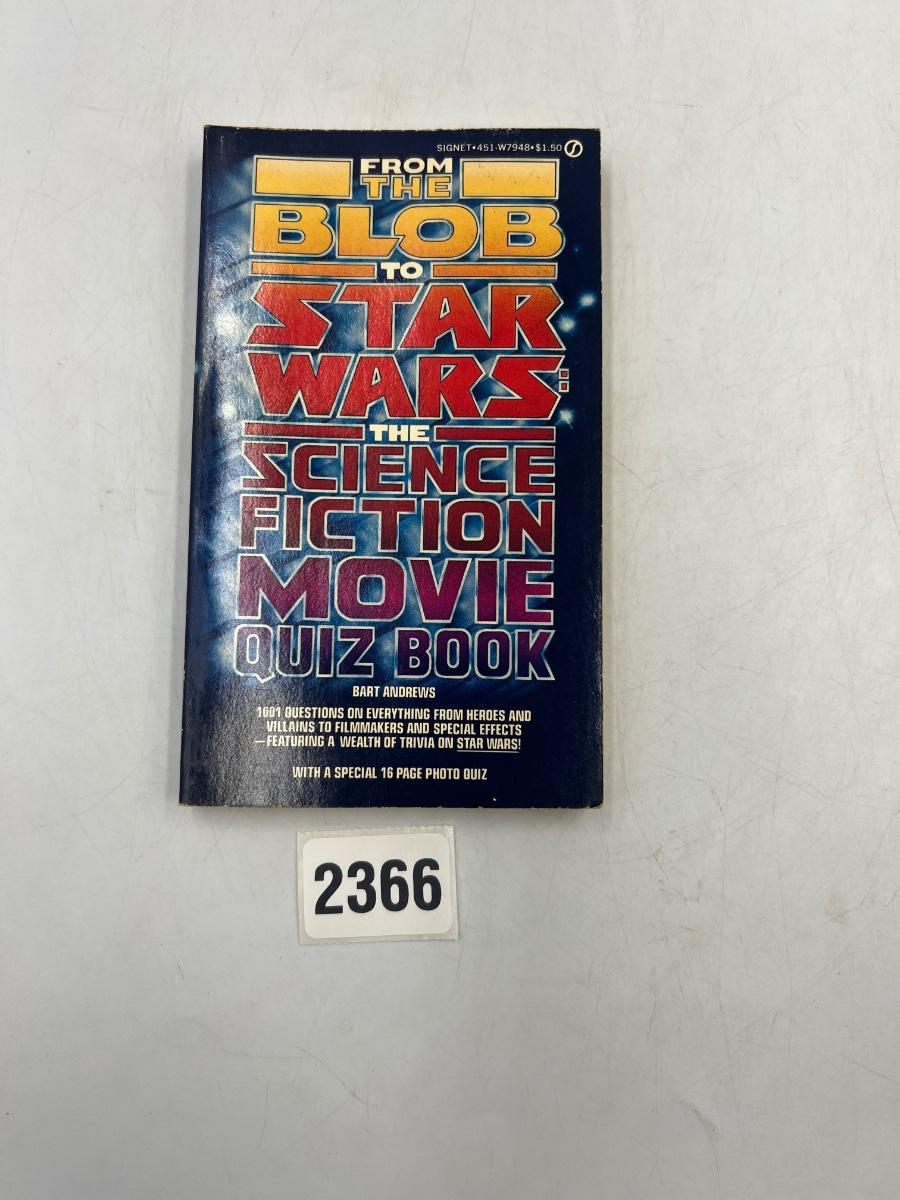 SIGNET•451-W7948•$1.50
FROM
THE
BLOB
TO
STAR
WARS:
THE
SCIENCE
FICTION
MOVIE
QUIZ BOOK
BART ANDREWS
1001 QUESTIONS ON EVERYTHING FROM HEROES AND
VILLAINS TO FILMMAKERS AND SPECIAL EFFECTS
—FEATURING A WEALTH OF TRIVIA ON STAR WARS!
WITH A SPECIAL 16 PAGE PHOTO QUIZ
2366